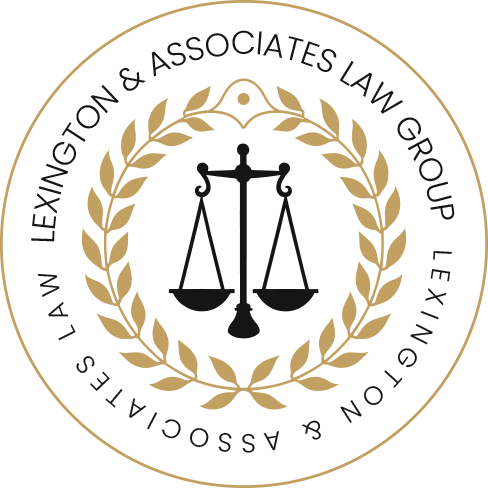 LEXINGTON & ASSOCIATES LAW GROUP
LEXINGTON & ASSOCIATES LAW